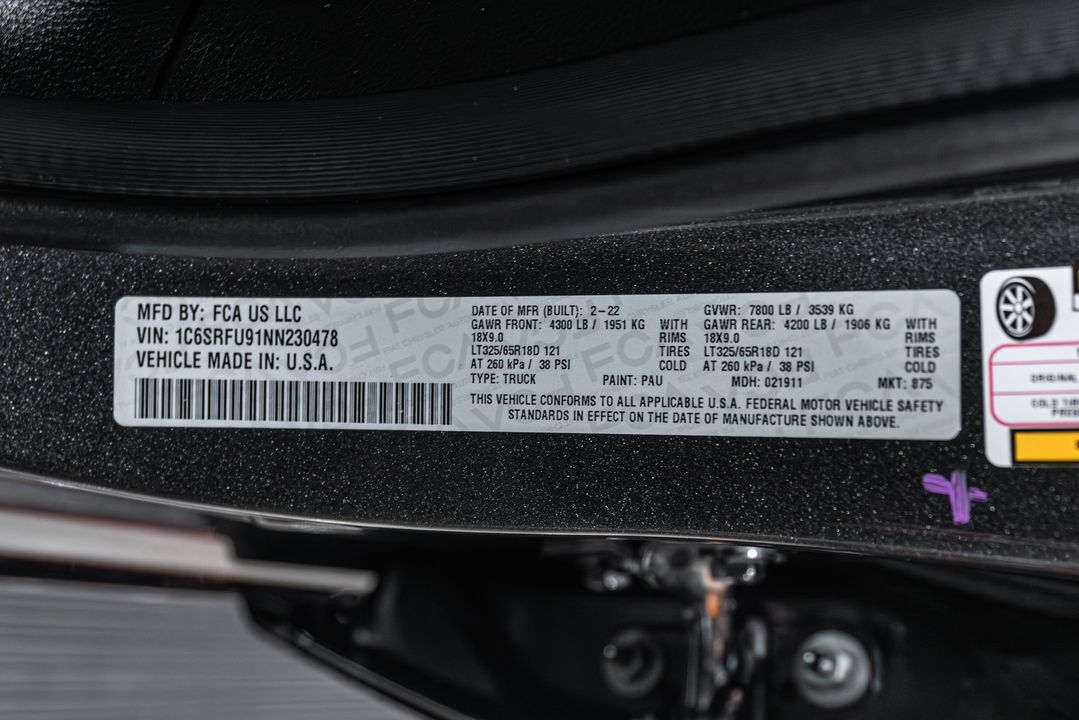 MFD BY: FCA US LLC
VIN: 1C6SRFU91NN230478
VEHICLE MADE IN: U.S.A.
DATE OF MFR (BUILT): 2-22
GAWR FRONT: 4300 LB / 1951 KG WITH
18X9.0 RIMS
LT325/65R18D 121 TIRES
AT 260 kPa / 38 PSI COLD
GVWR: 7800 LB / 3539 KG
GAWR REAR: 4200 LB / 1906 KG WITH
18X9.0 RIMS
LT325/65R18D 121 TIRES
AT 260 kPa / 38 PSI COLD
TYPE: TRUCK PAINT: PAU MDH: 021911 MKT: 875
THIS VEHICLE CONFORMS TO ALL APPLICABLE U.S.A. FEDERAL MOTOR VEHICLE SAFETY
STANDARDS IN EFFECT ON THE DATE OF MANUFACTURE SHOWN ABOVE.
ORIGINAL
COLD